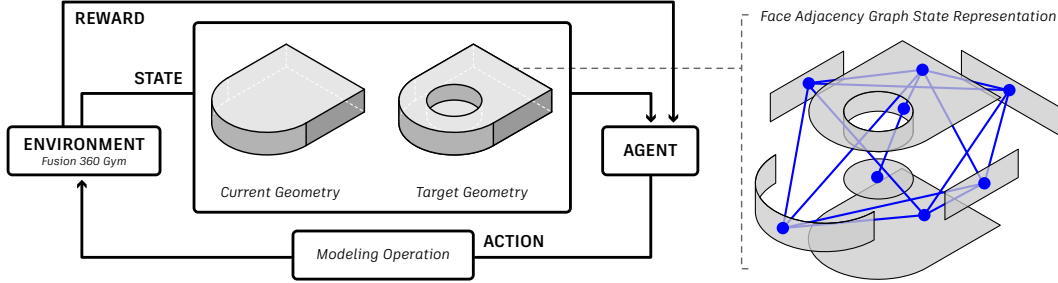 REWARD
Face Adjacency Graph State Representation
STATE
ENVIRONMENT
Fusion 360 Gym
AGENT
Current Geometry
Target Geometry
Modeling Operation
ACTION